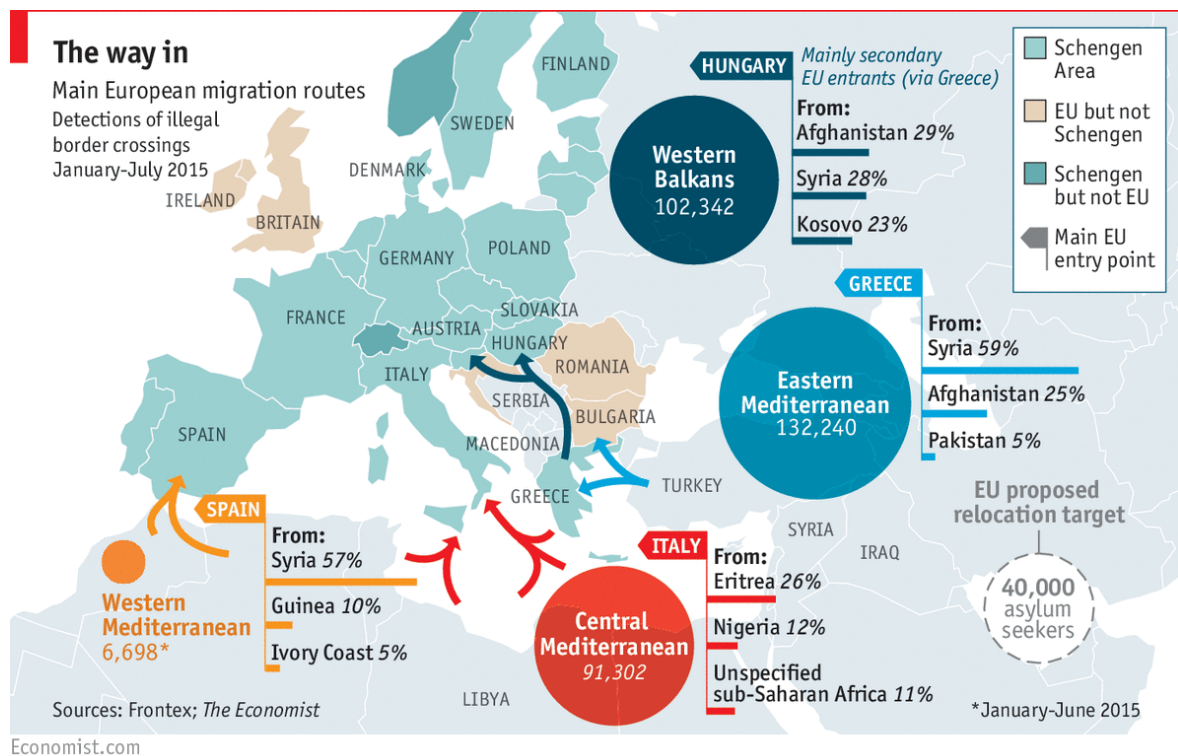 The way in
Main European migration routes
Detections of illegal
border crossings
January-July 2015
HUNGARY
Mainly secondary
EU entrants (via Greece)
Western
Balkans
102,342
From:
Afghanistan 29%
Syria 28%
Kosovo 23%
Schengen
Area
EU but not
Schengen
Schengen
but not EU
Main EU
entry point
FINLAND
SWEDEN
DENMARK
IRELAND
BRITAIN
GERMANY
POLAND
SLOVAKIA
FRANCE
AUSTRIA
HUNGARY
ITALY
ROMANIA
SERBIA
BULGARIA
SPAIN
MACEDONIA
GREECE
TURKEY
SYRIA
IRAQ
LIBYA
GREECE
Eastern
Mediterranean
132,240
From:
Syria 59%
Afghanistan 25%
Pakistan 5%
EU proposed
relocation target
40,000
asylum
seekers
SPAIN
Western
Mediterranean
6,698*
From:
Syria 57%
Guinea 10%
Ivory Coast 5%
ITALY
Central
Mediterranean
91,302
From:
Eritrea 26%
Nigeria 12%
Unspecified
sub-Saharan Africa 11%
Sources: Frontex; The Economist
*January-June 2015
Economist.com